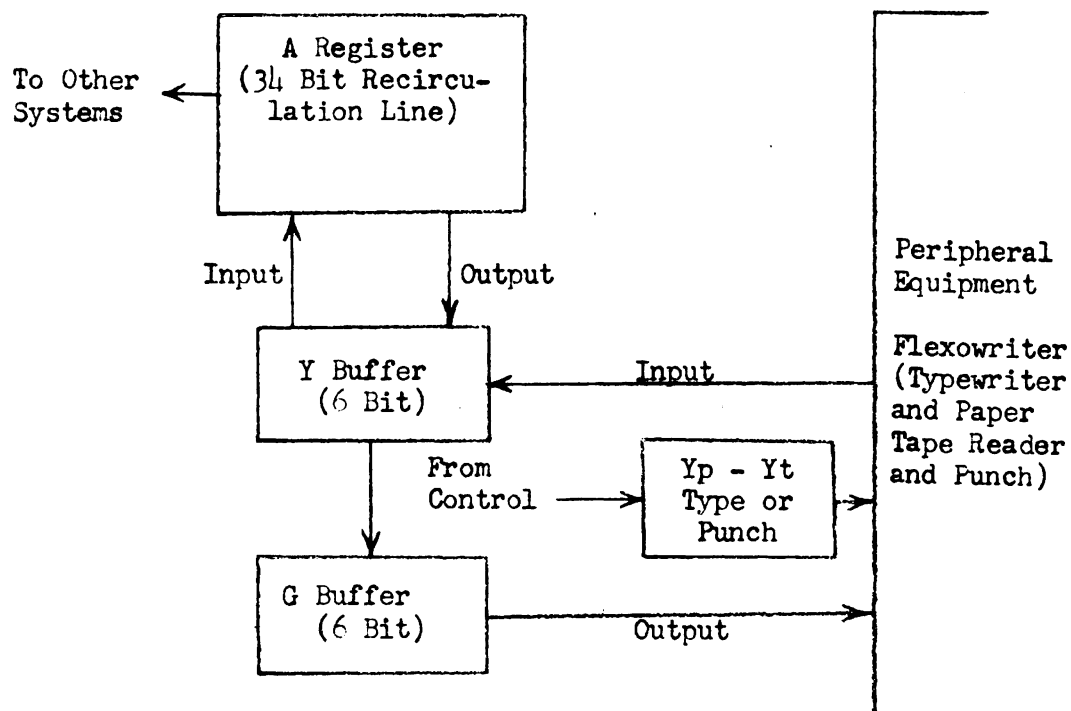 A Register
(34 Bit Recircu-
lation Line)
To Other
Systems
Input
Output
Y Buffer
(6 Bit)
Input
Peripheral
Equipment
Flexowriter
(Typewriter
and Paper
Tape Reader
and Punch)
From
Control
Yp - Yt
Type or
Punch
G Buffer
(6 Bit)
Output